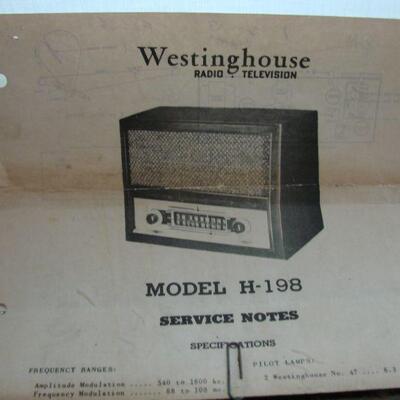 Westinghouse
RADIO · TELEVISION
MODEL H-198
SERVICE NOTES
SPECIFICATIONS
FREQUENCY RANGES:
PILOT LAMPS:
Amplitude Modulation ..... 540 to 1600 kc.
2 Westinghouse No. 47 .... 6.3
Frequency Modulation ..... 88 to 108 mc.